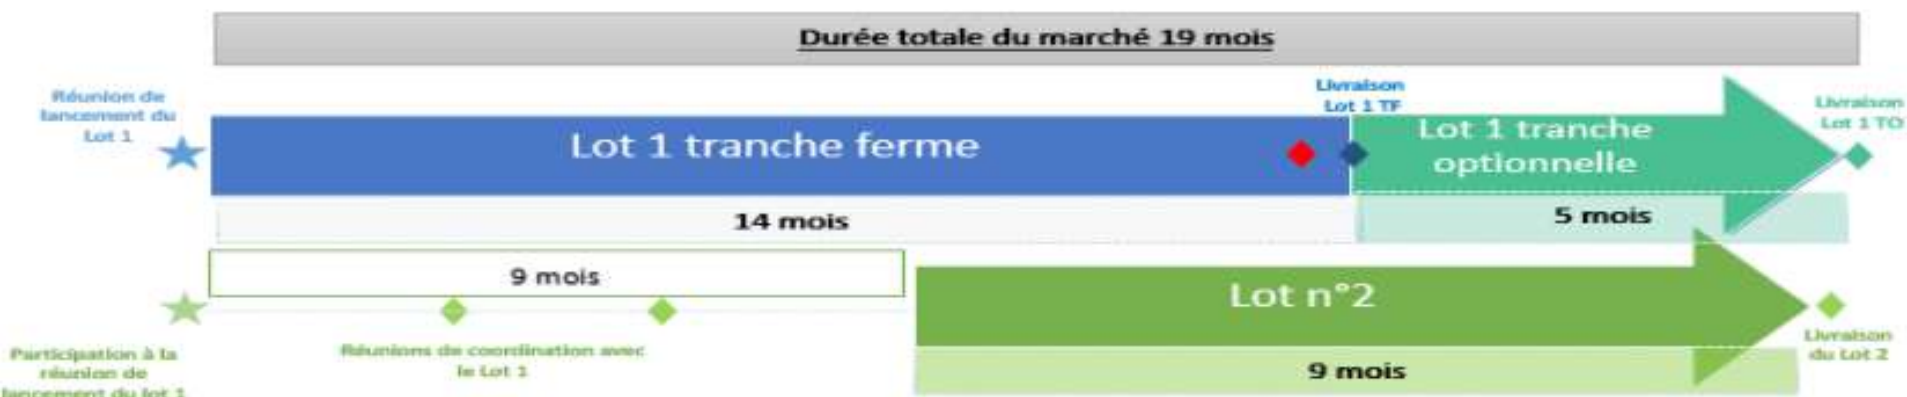 Durée totale du marché 19 mois
Réunion de
lancement du
Lot 1
Livraison
Lot 1 TF
Livraison
Lot 1 TO
Lot 1 tranche ferme
Lot 1 tranche
optionnelle
14 mois
5 mois
9 mois
Lot n°2
Participation à la
réunion de
lancement du lot 1
Réunions de coordination avec
le Lot 1
Livraison
du Lot 2
9 mois